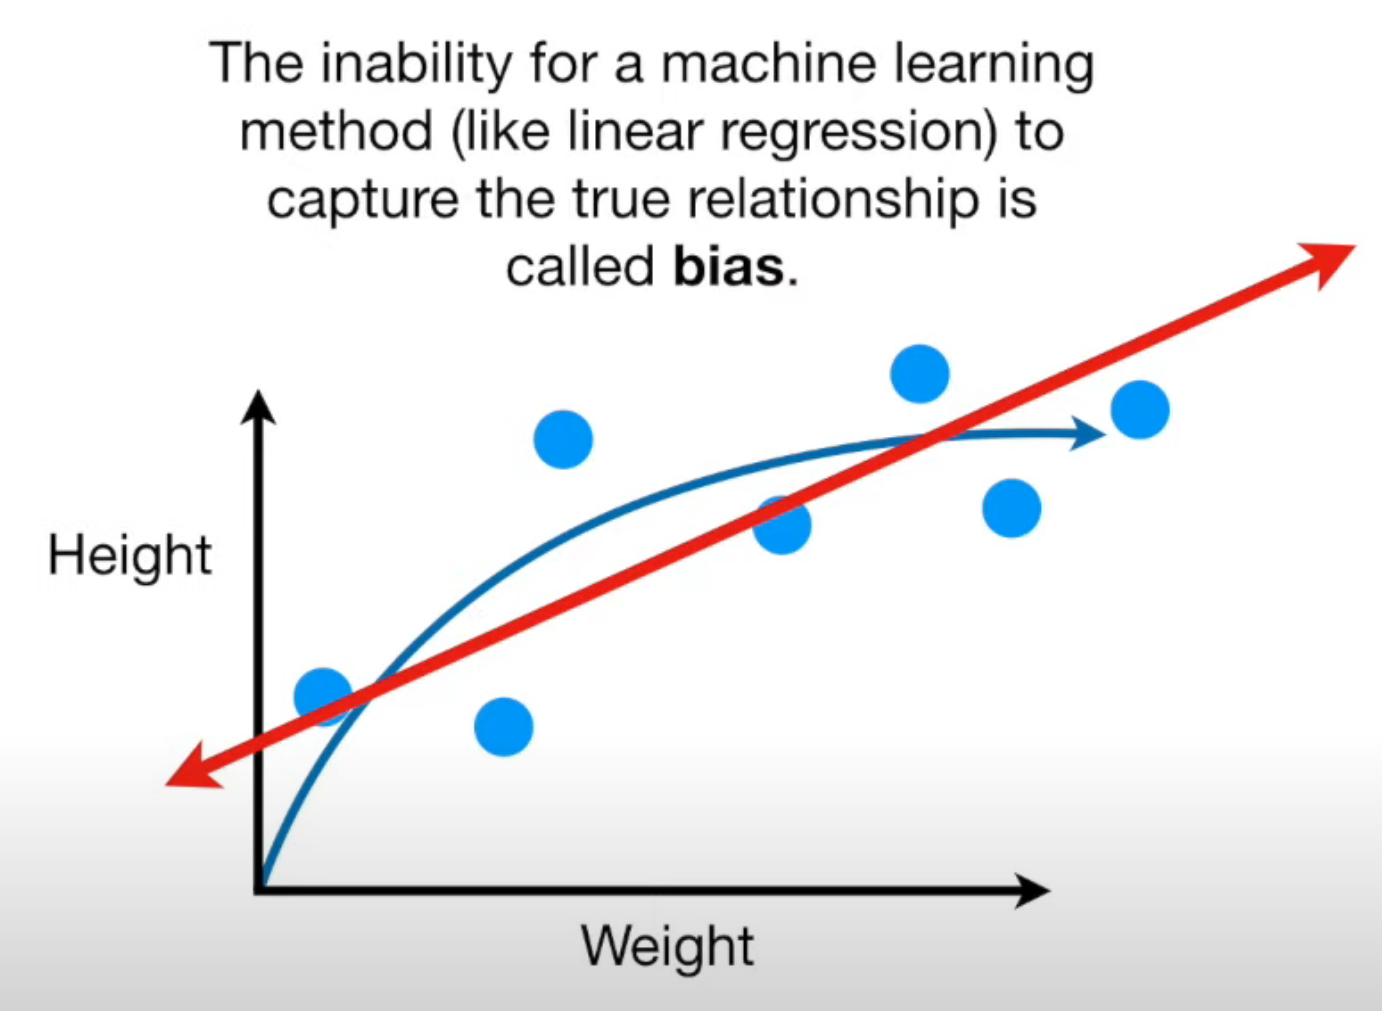 The inability for a machine learning
method (like linear regression) to
capture the true relationship is
called bias.
Height
Weight